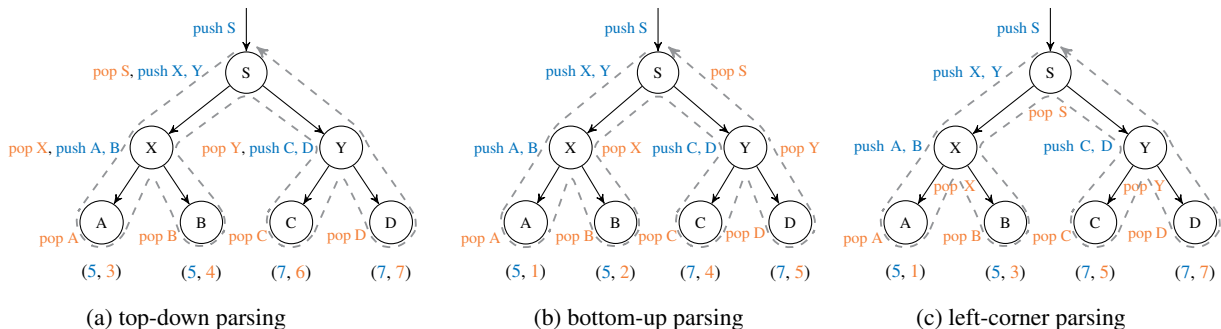 push S
pop S, push X, Y
S
pop X, push A, B
X
pop Y, push C, D
Y
A
B
C
D
pop A
pop B
pop C
pop D
(5, 3)
(5, 4)
(7, 6)
(7, 7)
(a) top-down parsing
push S
push X, Y
S
pop S
push A, B
X
pop X
push C, D
Y
pop Y
A
B
C
D
pop A
pop B
pop C
pop D
(5, 1)
(5, 2)
(7, 4)
(7, 5)
(b) bottom-up parsing
push S
push X, Y
S
pop S
push A, B
X
push C, D
Y
pop X
pop Y
A
B
C
D
pop A
pop B
pop C
pop D
(5, 1)
(5, 3)
(7, 5)
(7, 7)
(c) left-corner parsing